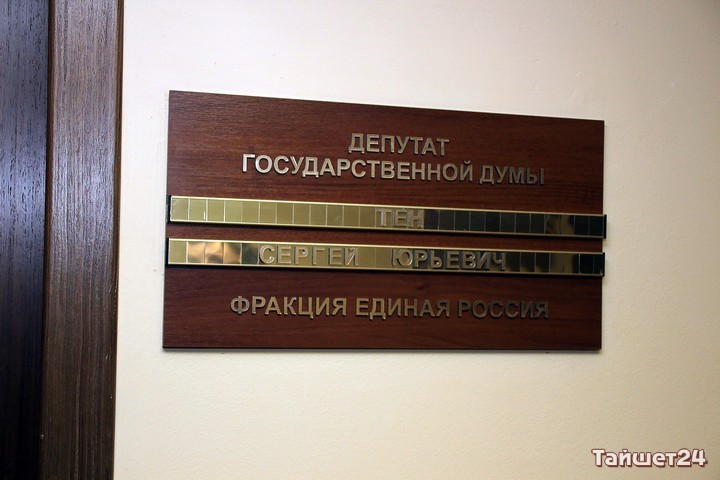 ДЕПУТАТ
ГОСУДАРСТВЕННОЙ ДУМЫ
ТЕН
СЕРГЕЙ ЮРЬЕВИЧ
ФРАКЦИЯ ЕДИНАЯ РОССИЯ
Тайшет24